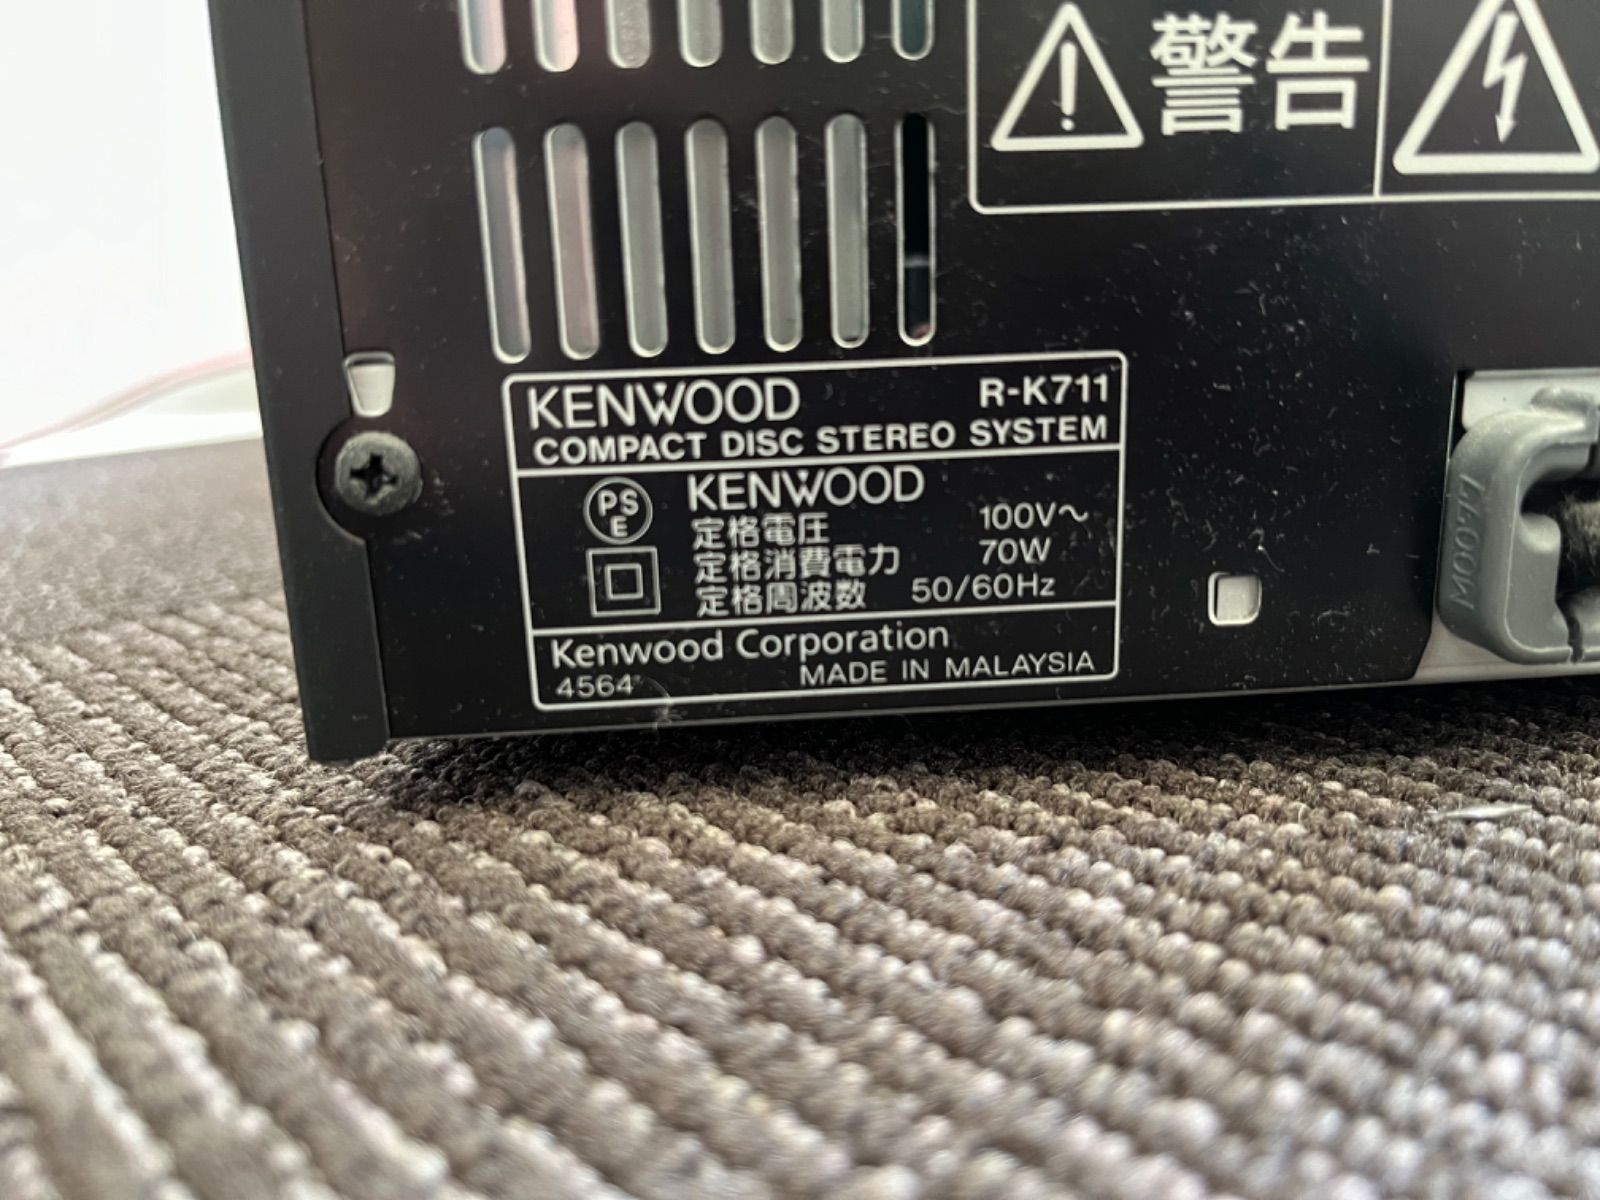 警告
KENWOOD R-K711
COMPACT DISC STEREO SYSTEM
PS
E
KENWOOD
定格電圧 100V~
定格消費電力 70W
定格周波数 50/60Hz
Kenwood Corporation
4564 MADE IN MALAYSIA